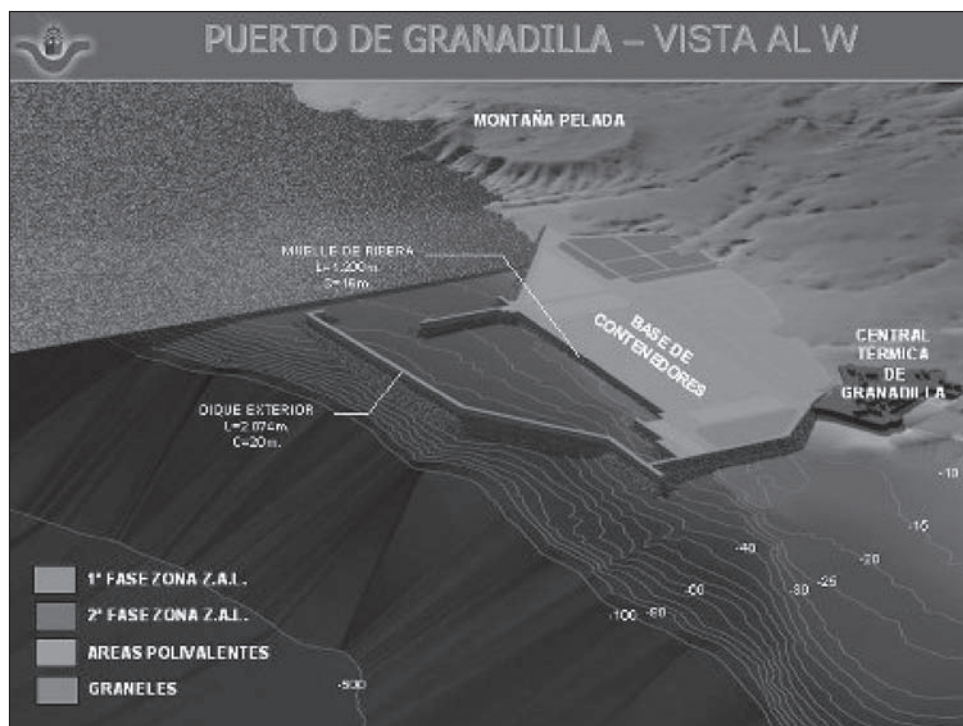 PUERTO DE GRANADILLA – VISTA AL W
MONTAÑA PELADA
MUELLE DE RIBERA
L=1.200m.
C=16m.
BASE DE
CONTENEDORES
CENTRAL
TERMICA
DE
GRANADILLA
DIQUE EXTERIOR
L=2.074m.
C=20m.
-10
-15
-20
-25
-30
-40
-60
-80
-100
-500
1ª FASE ZONA Z.A.L.
2ª FASE ZONA Z.A.L.
AREAS POLIVALENTES
GRANELES